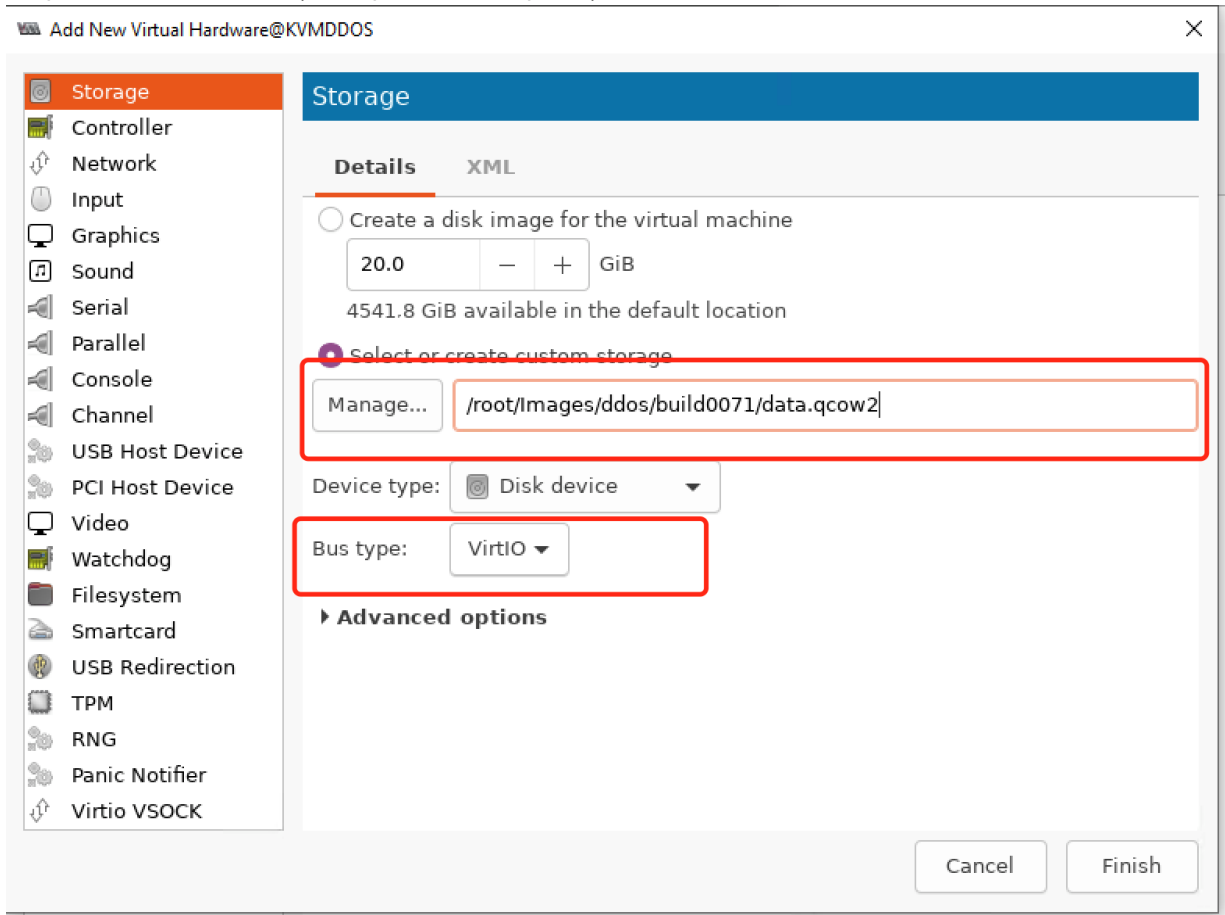 Add New Virtual Hardware@KVMDDOS
Storage
Controller
Network
Input
Graphics
Sound
Serial
Parallel
Console
Channel
USB Host Device
PCI Host Device
Video
Watchdog
Filesystem
Smartcard
USB Redirection
TPM
RNG
Panic Notifier
Virtio VSOCK
Storage
Details XML
Create a disk image for the virtual machine
20.0 − + GiB
4541.8 GiB available in the default location
Select or create custom storage
Manage... /root/Images/ddos/build0071/data.qcow2
Device type: Disk device
Bus type: VirtIO
Advanced options
Cancel Finish